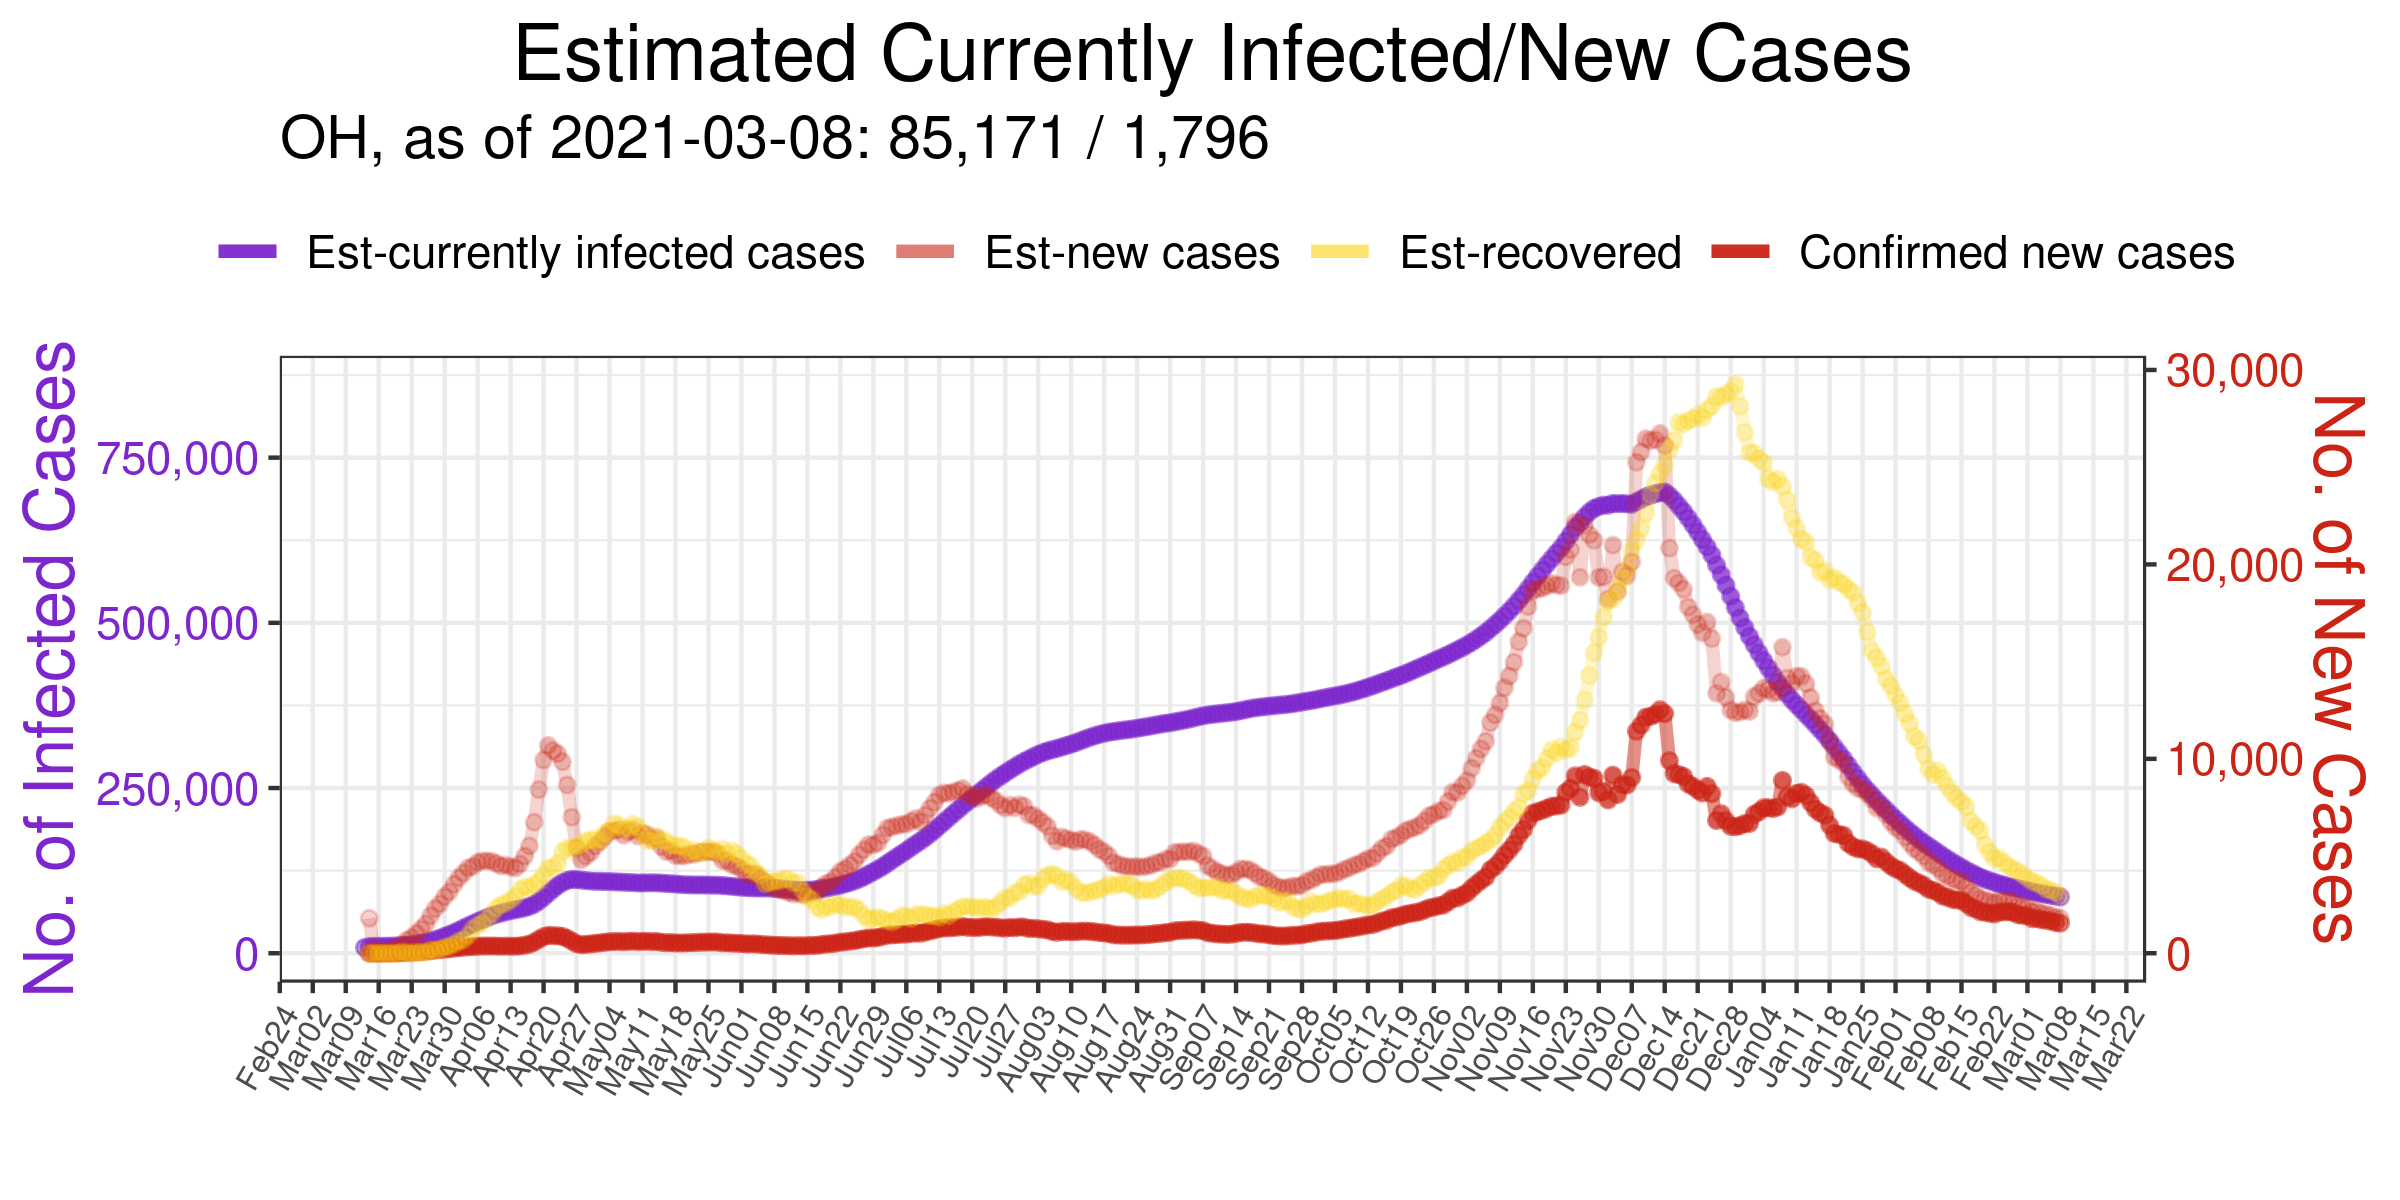 Estimated Currently Infected/New Cases
OH, as of 2021-03-08: 85,171 / 1,796
Est-currently infected cases Est-new cases Est-recovered Confirmed new cases
No. of Infected Cases
750,000
500,000
250,000
0
30,000
20,000
10,000
0
No. of New Cases
Feb24 Mar02 Mar09 Mar16 Mar23 Mar30 Apr06 Apr13 Apr20 Apr27 May04 May11 May18 May25 Jun01 Jun08 Jun15 Jun22 Jun29 Jul06 Jul13 Jul20 Jul27 Aug03 Aug10 Aug17 Aug24 Aug31 Sep07 Sep14 Sep21 Sep28 Oct05 Oct12 Oct19 Oct26 Nov02 Nov09 Nov16 Nov23 Nov30 Dec07 Dec14 Dec21 Dec28 Jan04 Jan11 Jan18 Jan25 Feb01 Feb08 Feb15 Feb22 Mar01 Mar08 Mar15 Mar22